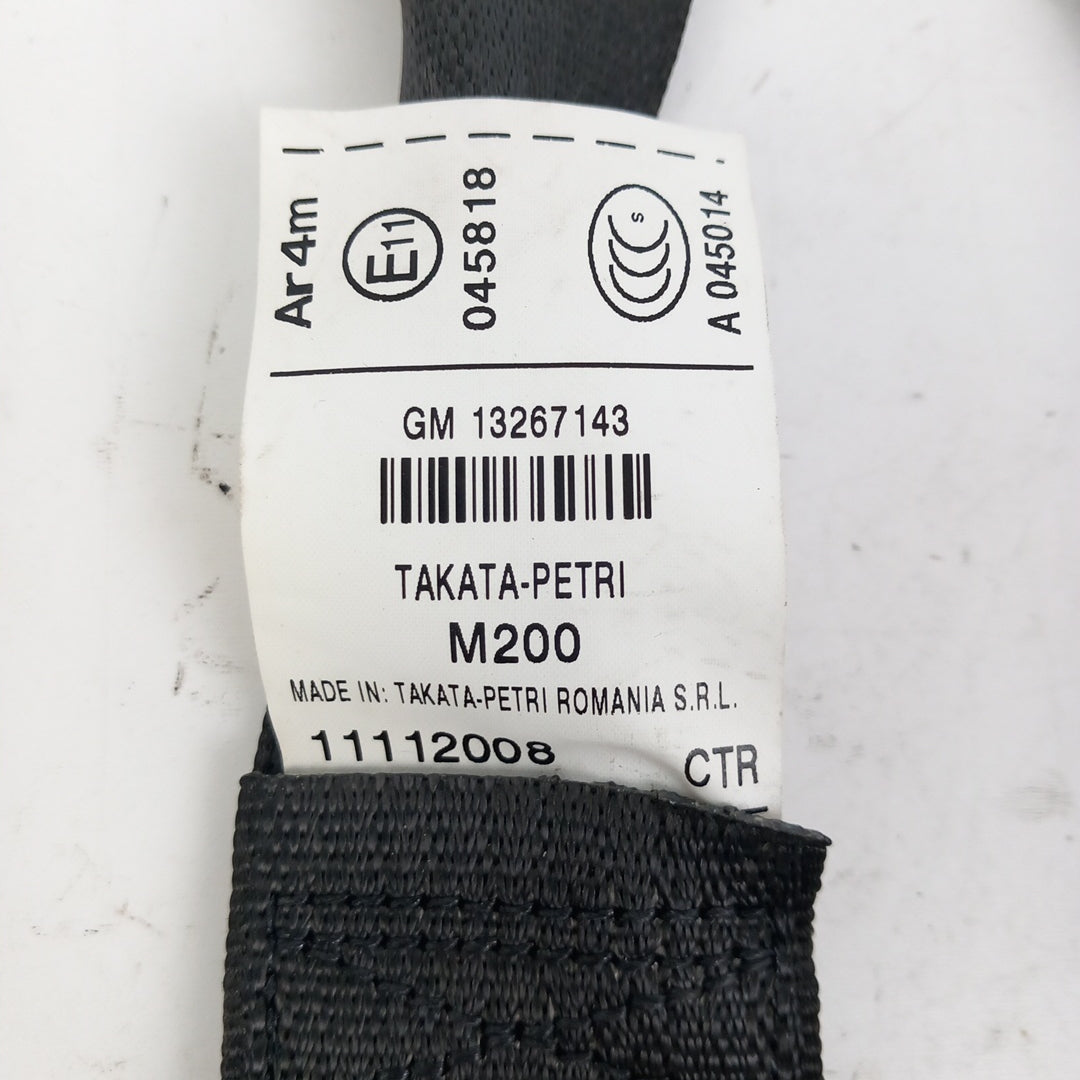 Ar4m
E11
045818
S
A 045014
GM 13267143
TAKATA-PETRI
M200
MADE IN: TAKATA-PETRI ROMANIA S.R.L.
11112008
CTR